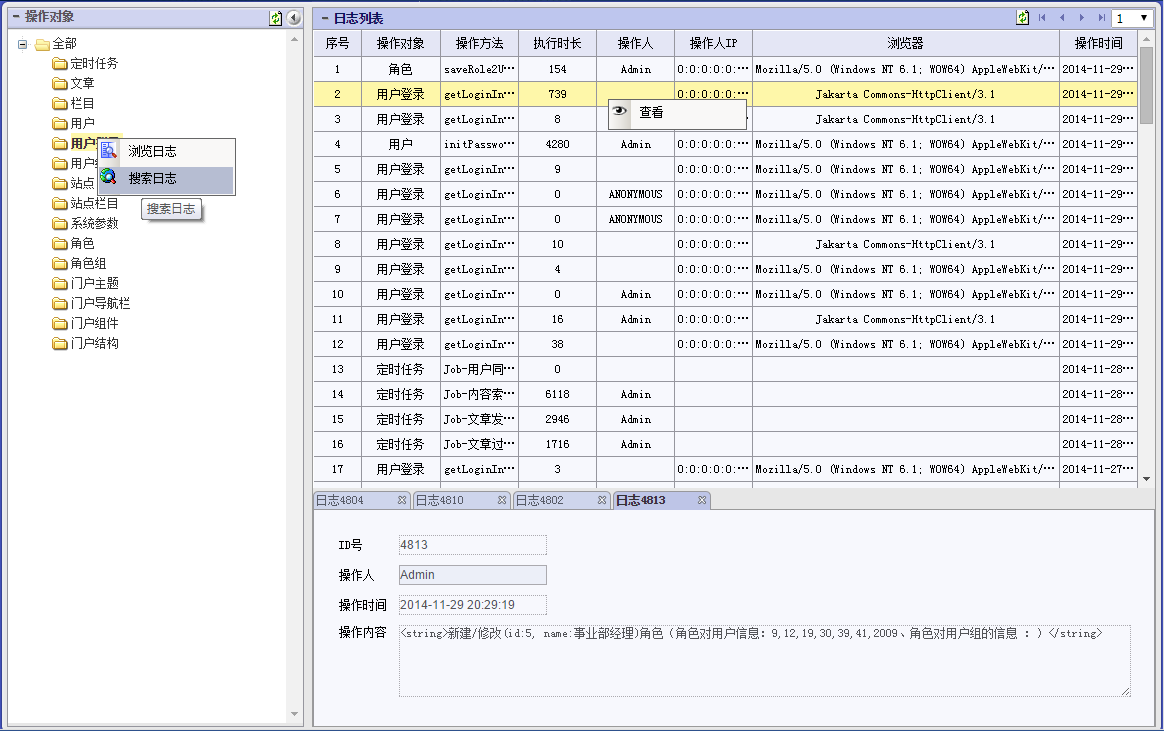 操作对象
全部
定时任务
文章
栏目
用户
用户
浏览日志
用户
搜索日志
站点
站点栏目
搜索日志
系统参数
角色
角色组
门户主题
门户导航栏
门户组件
门户结构
日志列表
1
序号 操作对象 操作方法 执行时长 操作人 操作人IP 浏览器 操作时间
1 角色 saveRole2U... 154 Admin 0:0:0:0:0:... Mozilla/5.0 (Windows NT 6.1; WOW64) AppleWebKit/... 2014-11-29...
2 用户登录 getLoginIn... 739 0:0:0:0:0:... Jakarta Commons-HttpClient/3.1 2014-11-29...
查看
3 用户登录 getLoginIn... 8 Jakarta Commons-HttpClient/3.1 2014-11-29...
4 用户 initPasswo... 4280 Admin 0:0:0:0:0:... Mozilla/5.0 (Windows NT 6.1; WOW64) AppleWebKit/... 2014-11-29...
5 用户登录 getLoginIn... 9 0:0:0:0:0:... Mozilla/5.0 (Windows NT 6.1; WOW64) AppleWebKit/... 2014-11-29...
6 用户登录 getLoginIn... 0 ANONYMOUS 0:0:0:0:0:... Mozilla/5.0 (Windows NT 6.1; WOW64) AppleWebKit/... 2014-11-29...
7 用户登录 getLoginIn... 0 ANONYMOUS 0:0:0:0:0:... Mozilla/5.0 (Windows NT 6.1; WOW64) AppleWebKit/... 2014-11-29...
8 用户登录 getLoginIn... 10 0:0:0:0:0:... Jakarta Commons-HttpClient/3.1 2014-11-29...
9 用户登录 getLoginIn... 4 0:0:0:0:0:... Mozilla/5.0 (Windows NT 6.1; WOW64) AppleWebKit/... 2014-11-29...
10 用户登录 getLoginIn... 0 Admin 0:0:0:0:0:... Mozilla/5.0 (Windows NT 6.1; WOW64) AppleWebKit/... 2014-11-29...
11 用户登录 getLoginIn... 16 Admin 0:0:0:0:0:... Jakarta Commons-HttpClient/3.1 2014-11-29...
12 用户登录 getLoginIn... 38 0:0:0:0:0:... Mozilla/5.0 (Windows NT 6.1; WOW64) AppleWebKit/... 2014-11-29...
13 定时任务 Job-用户同... 0 2014-11-28...
14 定时任务 Job-内容索... 6118 Admin 2014-11-28...
15 定时任务 Job-文章发... 2946 Admin 2014-11-28...
16 定时任务 Job-文章过... 1716 Admin 2014-11-28...
17 用户登录 getLoginIn... 3 0:0:0:0:0:... Mozilla/5.0 (Windows NT 6.1; WOW64) AppleWebKit/... 2014-11-27...
日志4804 日志4810 日志4802 日志4813
ID号 4813
操作人 Admin
操作时间 2014-11-29 20:29:19
操作内容 <string>新建/修改(id:5, name:事业部经理)角色（角色对用户信息：9,12,19,30,39,41,2009、角色对用户组的信息 ：）</string>